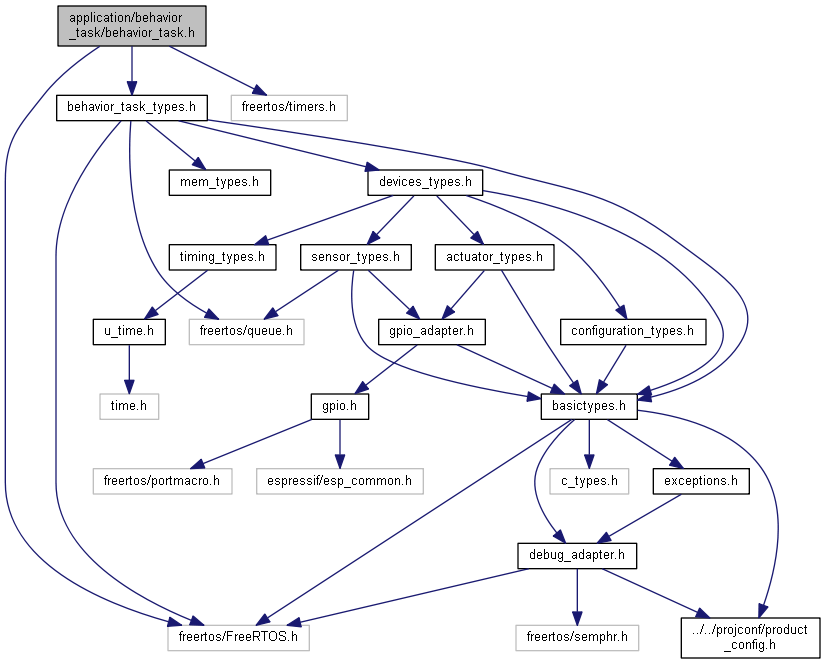 application/behavior
_task/behavior_task.h
behavior_task_types.h
freertos/timers.h
mem_types.h
devices_types.h
timing_types.h
sensor_types.h
actuator_types.h
u_time.h
freertos/queue.h
gpio_adapter.h
configuration_types.h
time.h
gpio.h
basictypes.h
freertos/portmacro.h
espressif/esp_common.h
c_types.h
exceptions.h
debug_adapter.h
freertos/FreeRTOS.h
freertos/semphr.h
../../projconf/product
_config.h